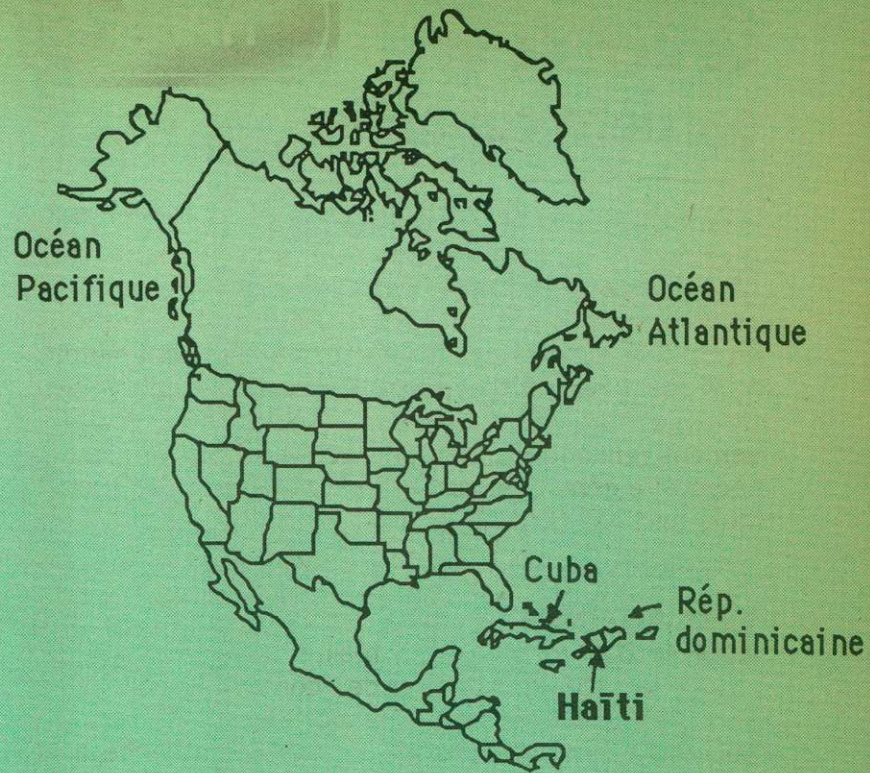 Océan
Pacifique
Océan
Atlantique
Cuba
Rép.
dominicaine
Haïti